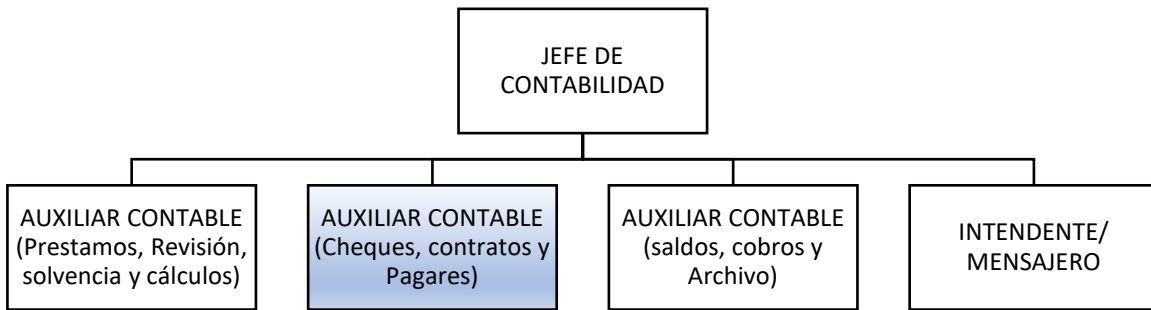 JEFE DE
CONTABILIDAD
AUXILIAR CONTABLE
(Prestamos, Revisión,
solvencia y cálculos)
AUXILIAR CONTABLE
(Cheques, contratos y
Pagares)
AUXILIAR CONTABLE
(saldos, cobros y
Archivo)
INTENDENTE/
MENSAJERO